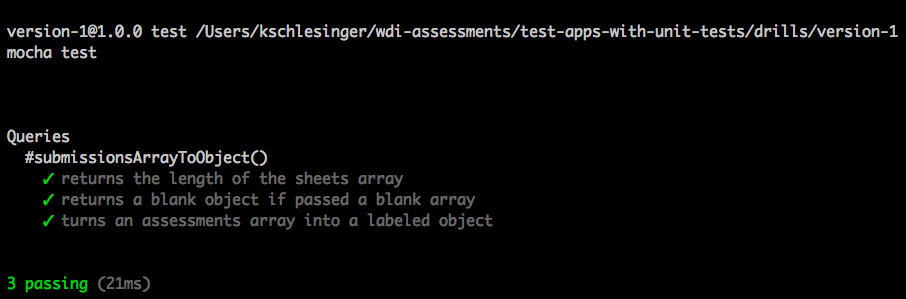 version-1@1.0.0 test /Users/kschlesinger/wdi-assessments/test-apps-with-unit-tests/drills/version-1
mocha test
Queries
#submissionsArrayToObject()
✓ returns the length of the sheets array
✓ returns a blank object if passed a blank array
✓ turns an assessments array into a labeled object
3 passing (21ms)